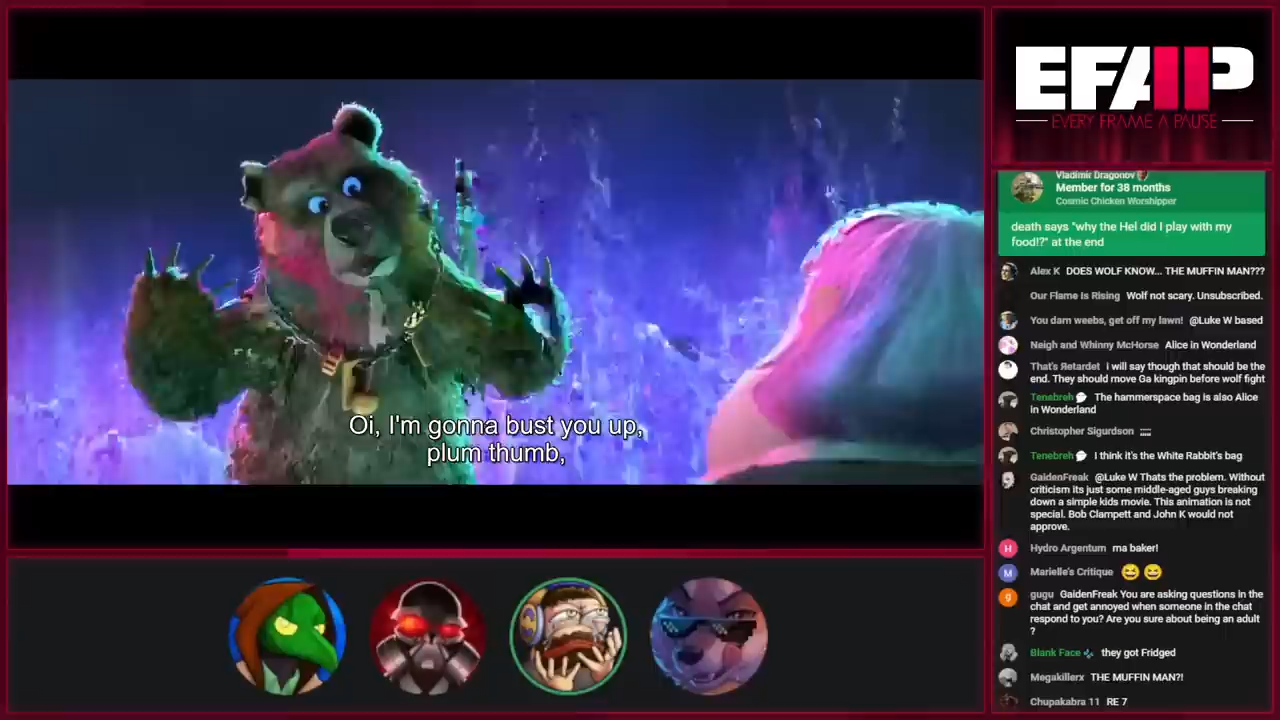 Oi, I'm gonna bust you up,
plum thumb,
EFAP
EVERY FRAME A PAUSE
Vladimir Dragonov
Member for 38 months
Cosmic Chicken Worshipper
death says "why the Hel did I play with my
food!?" at the end
Alex K DOES WOLF KNOW... THE MUFFIN MAN???
Our Flame Is Rising Wolf not scary. Unsubscribed.
You dam weebs, get off my lawn! @Luke W based
Neigh and Whinny McHorse Alice in Wonderland
That's Яetardet i will say though that should be the
end. They should move Ga kingpin before wolf fight
Tenebreh The hammerspace bag is also Alice
in Wonderland
Christopher Sigurdson ;;;;
Tenebreh I think it's the White Rabbit's bag
GaidenFreak @Luke W Thats the problem. Without
criticism its just some middle-aged guys breaking
down a simple kids movie. This animation is not
special. Bob Clampett and John K would not
approve.
H Hydro Argentum ma baker!
M Marielle's Critique 😆 😆
g gugu GaidenFreak You are asking questions in the
chat and get annoyed when someone in the chat
respond to you? Are you sure about being an adult
?
Blank Face they got Fridged
Megakillerx THE MUFFIN MAN?!
Chupakabra 11 RE 7